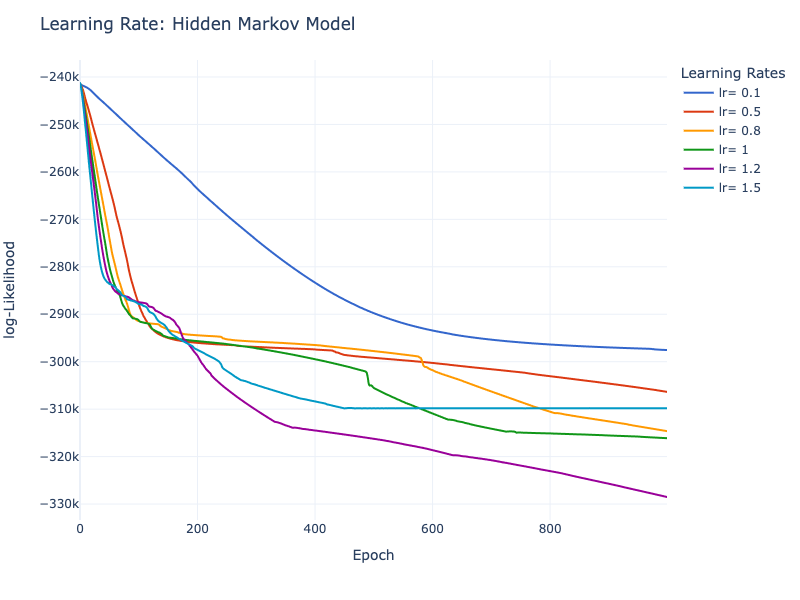 Learning Rate: Hidden Markov Model
Learning Rates
lr= 0.1
lr= 0.5
lr= 0.8
lr= 1
lr= 1.2
lr= 1.5
log-Likelihood
−240k
−250k
−260k
−270k
−280k
−290k
−300k
−310k
−320k
−330k
0 200 400 600 800
Epoch